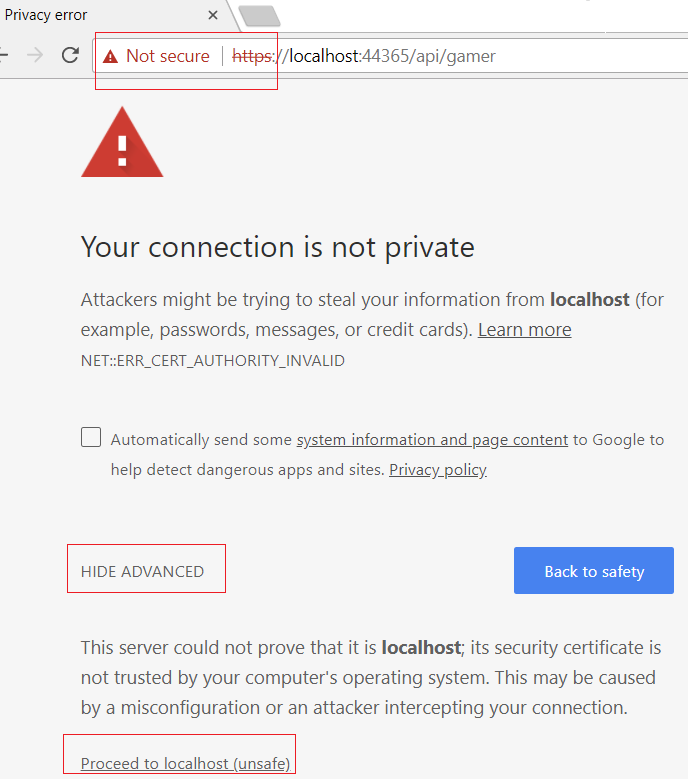 Privacy error
Not secure | https://localhost:44365/api/gamer
Your connection is not private
Attackers might be trying to steal your information from localhost (for
example, passwords, messages, or credit cards). Learn more
NET::ERR_CERT_AUTHORITY_INVALID
Automatically send some system information and page content to Google to
help detect dangerous apps and sites. Privacy policy
HIDE ADVANCED
Back to safety
This server could not prove that it is localhost; its security certificate is
not trusted by your computer's operating system. This may be caused
by a misconfiguration or an attacker intercepting your connection.
Proceed to localhost (unsafe)